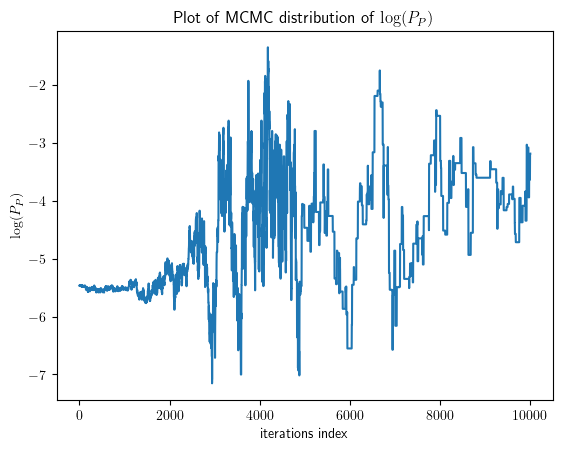 Plot of MCMC distribution of log(P_P)
−2
−3
−4
−5
−6
−7
log(P_P)
0 2000 4000 6000 8000 10000
iterations index